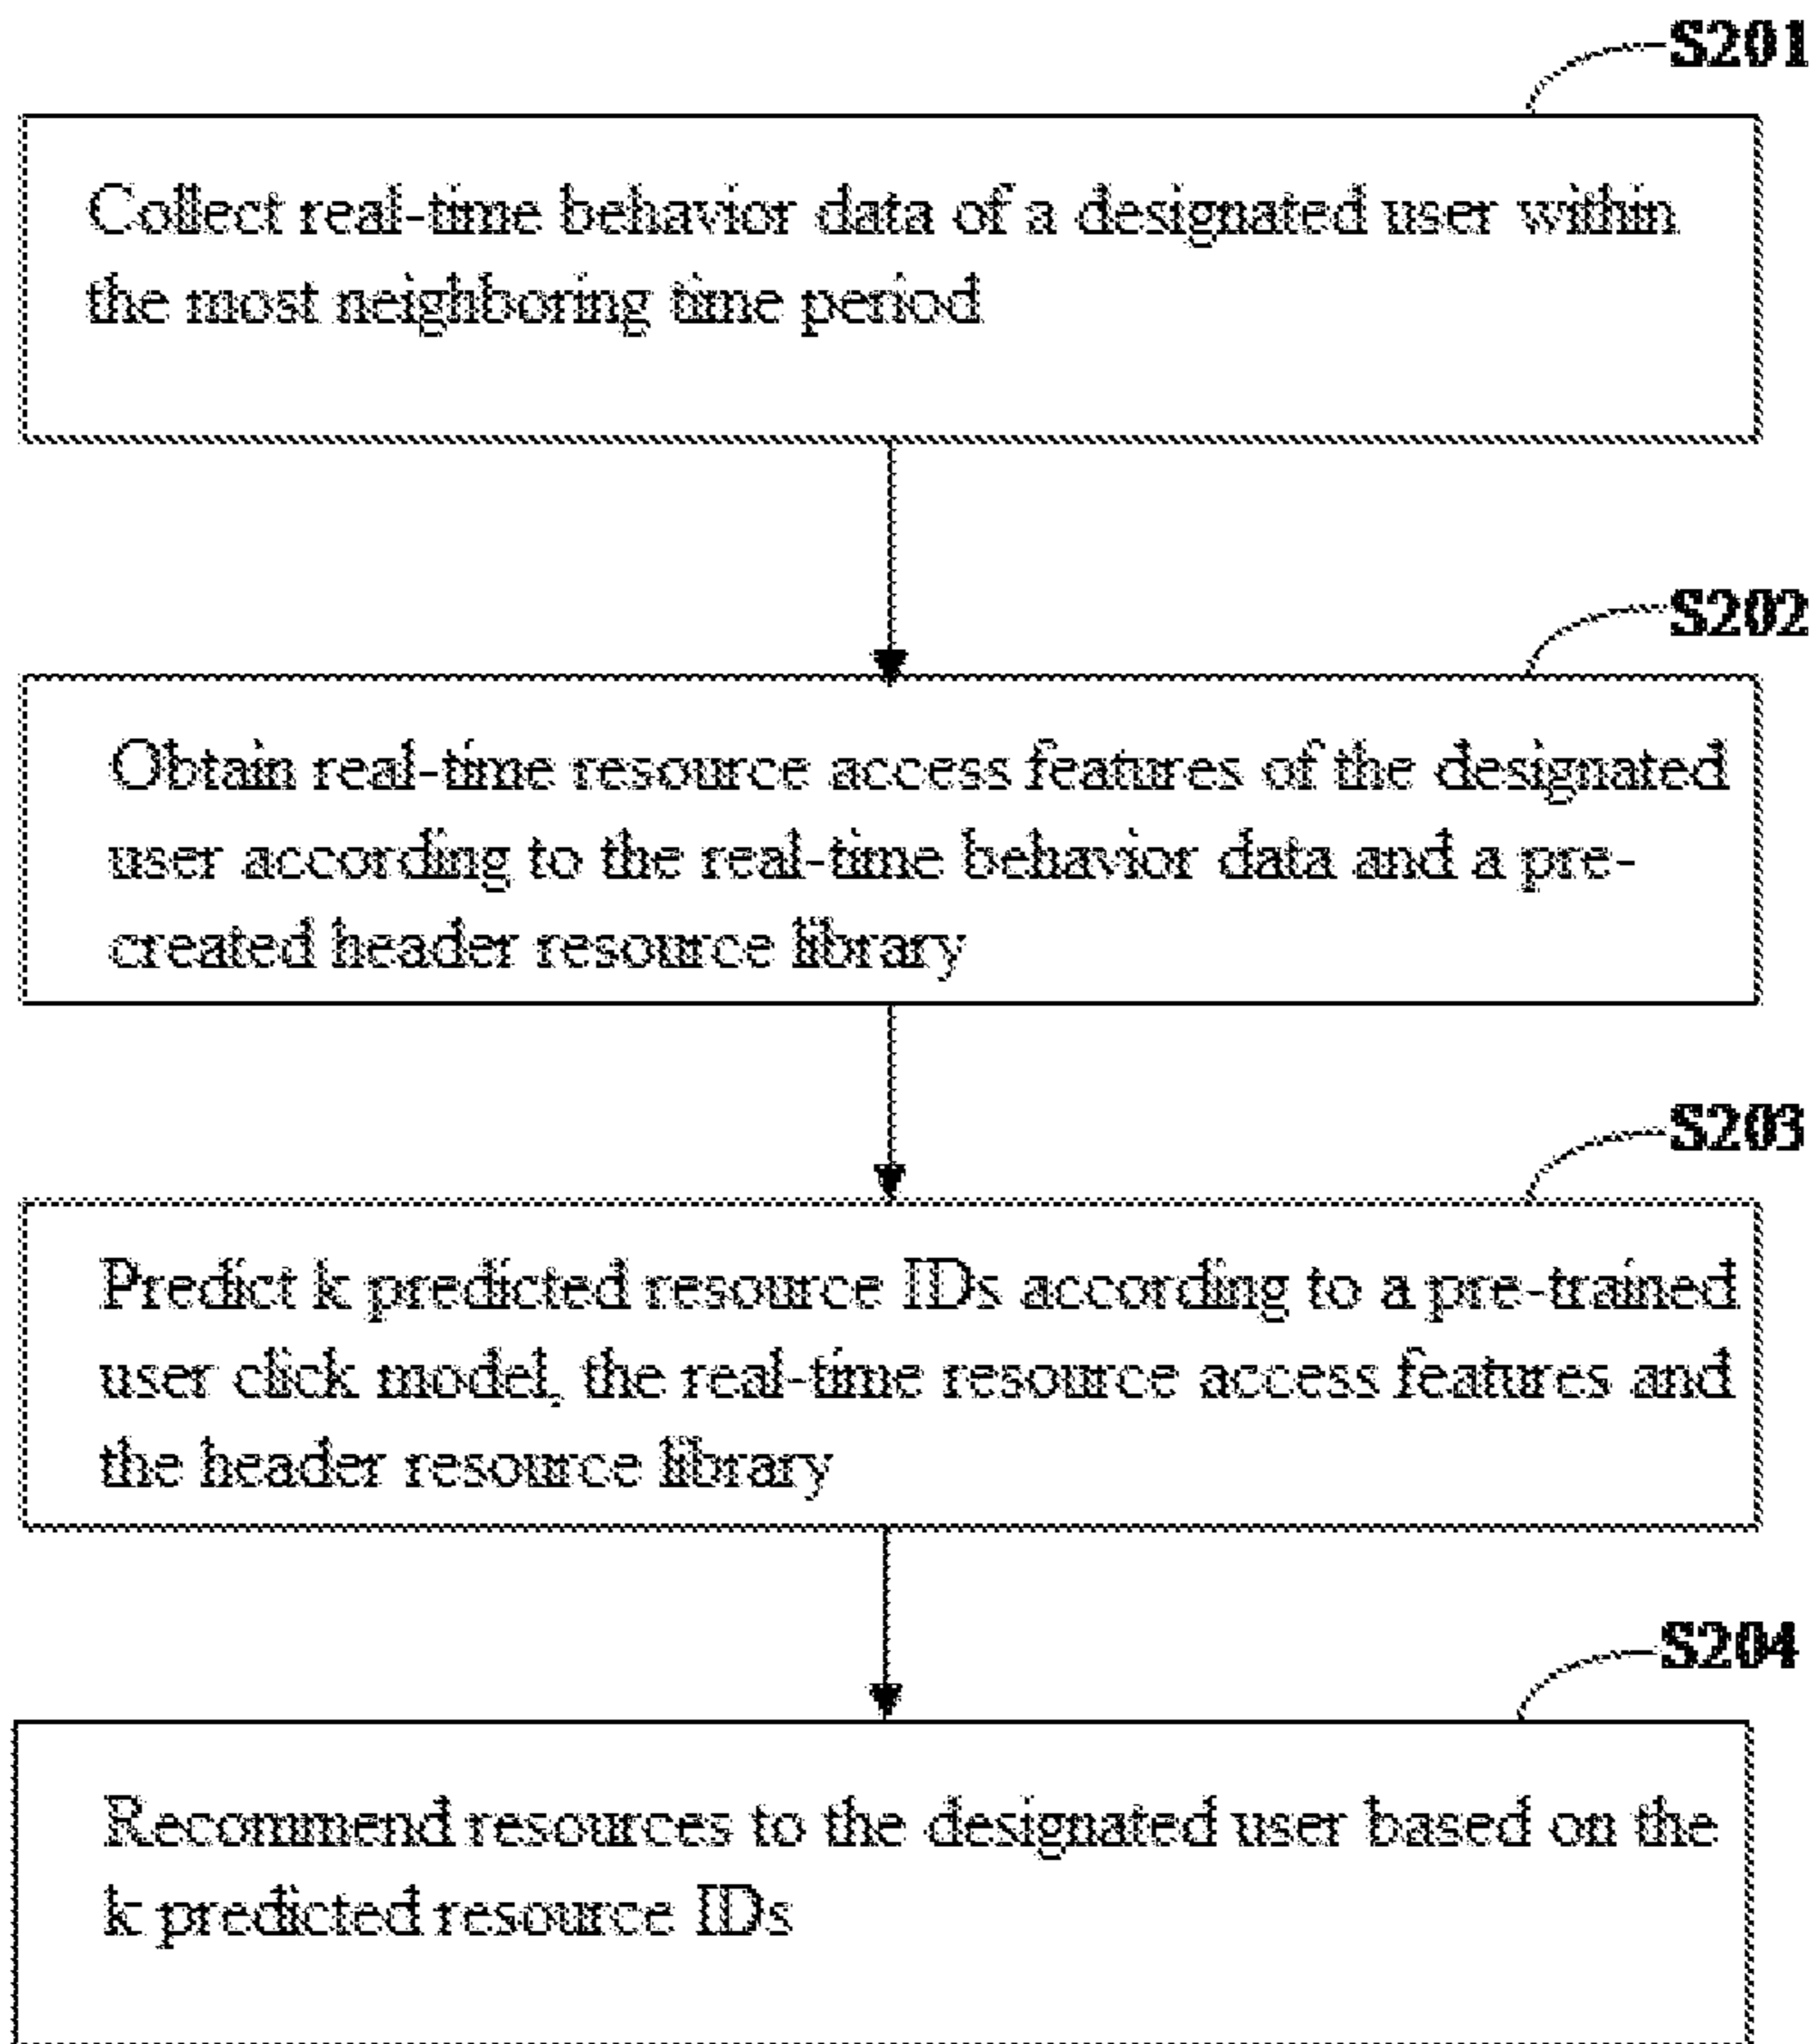 S201
Collect real-time behavior data of a designated user within
the most neighboring time period
S202
Obtain real-time resource access features of the designated
user according to the real-time behavior data and a pre-
created header resource library
S203
Predict k predicted resource IDs according to a pre-trained
user click model, the real-time resource access features and
the header resource library
S204
Recommend resources to the designated user based on the
k predicted resource IDs